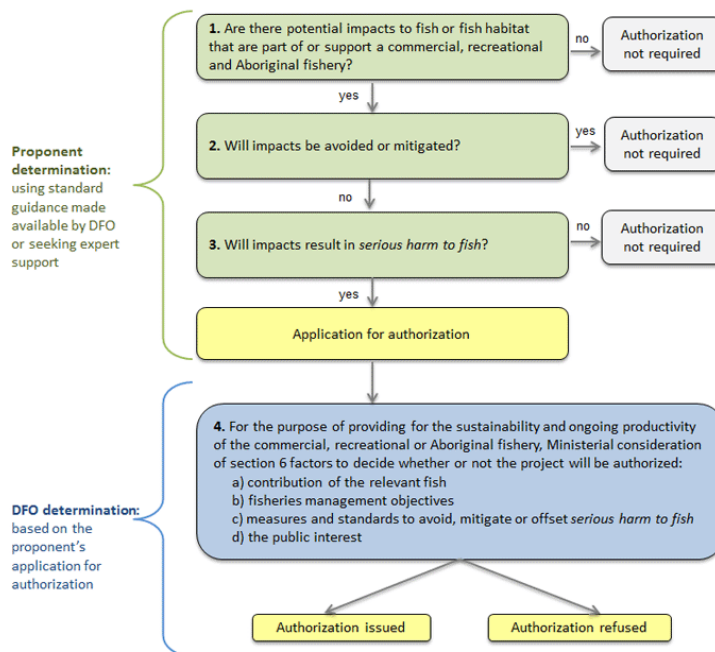 1. Are there potential impacts to fish or fish habitat
that are part of or support a commercial, recreational
and Aboriginal fishery?
no
Authorization
not required
yes
2. Will impacts be avoided or mitigated?
yes
Authorization
not required
no
3. Will impacts result in serious harm to fish?
no
Authorization
not required
yes
Application for authorization
Proponent
determination:
using standard
guidance made
available by DFO
or seeking expert
support
4. For the purpose of providing for the sustainability and ongoing productivity
of the commercial, recreational or Aboriginal fishery, Ministerial consideration
of section 6 factors to decide whether or not the project will be authorized:
a) contribution of the relevant fish
b) fisheries management objectives
c) measures and standards to avoid, mitigate or offset serious harm to fish
d) the public interest
DFO determination:
based on the
proponent's
application for
authorization
Authorization issued
Authorization refused